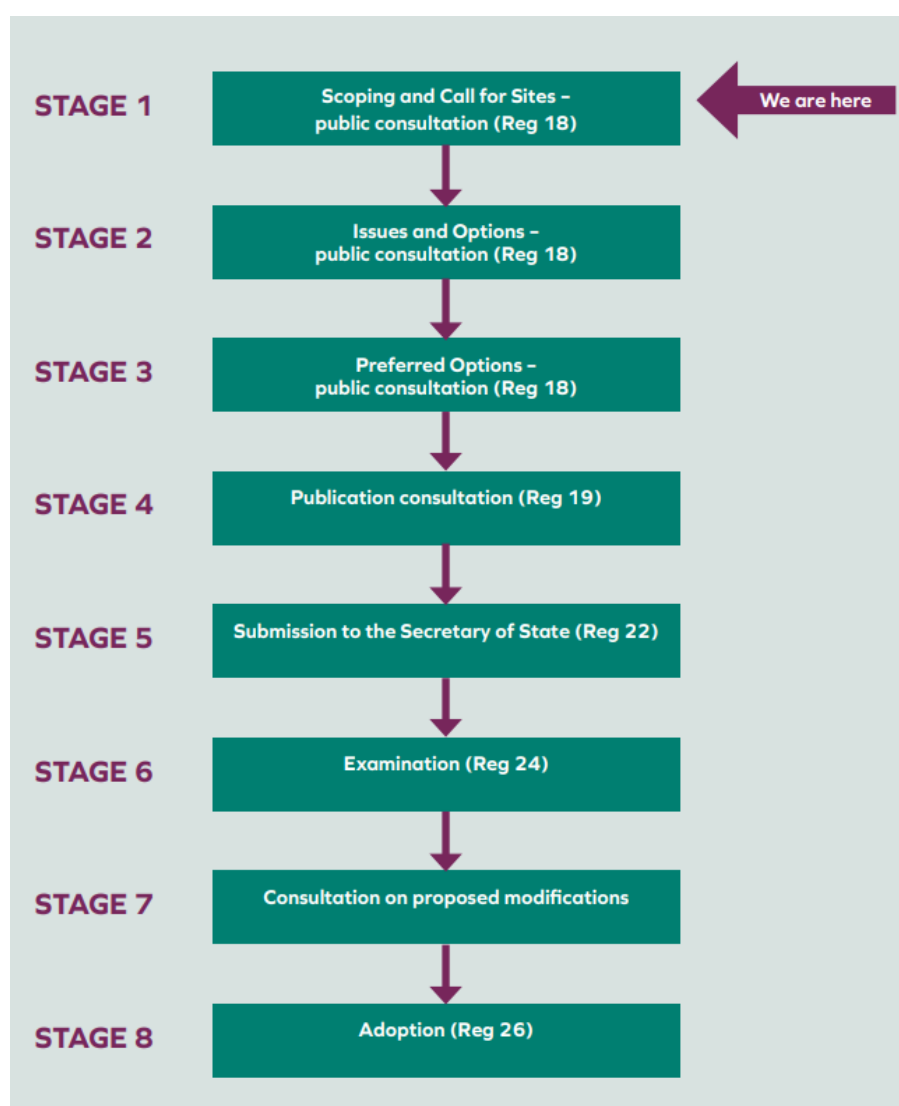 STAGE 1
Scoping and Call for Sites –
public consultation (Reg 18)
We are here
STAGE 2
Issues and Options –
public consultation (Reg 18)
STAGE 3
Preferred Options –
public consultation (Reg 18)
STAGE 4
Publication consultation (Reg 19)
STAGE 5
Submission to the Secretary of State (Reg 22)
STAGE 6
Examination (Reg 24)
STAGE 7
Consultation on proposed modifications
STAGE 8
Adoption (Reg 26)